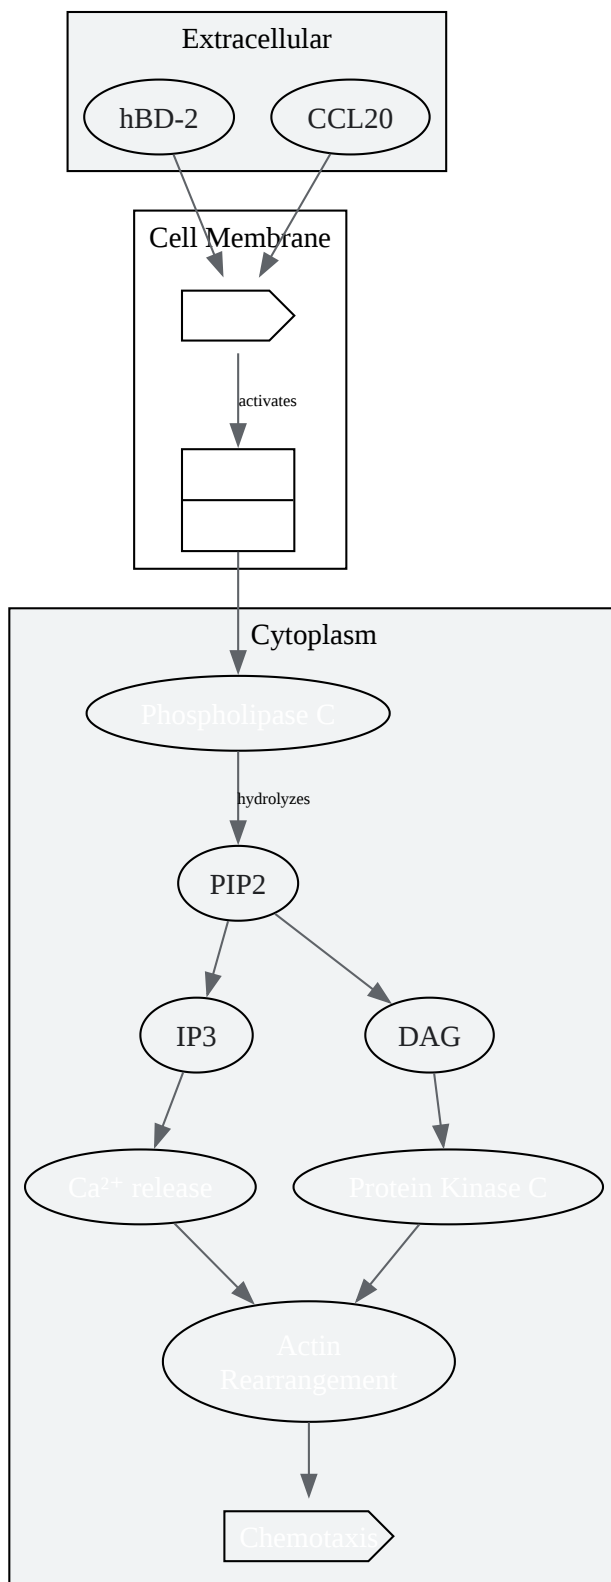 Extracellular
hBD-2
CCL20
Cell Membrane
activates
Cytoplasm
Phospholipase C
hydrolyzes
PIP2
IP3
DAG
Ca²⁺ release
Protein Kinase C
Actin
Rearrangement
Chemotaxis